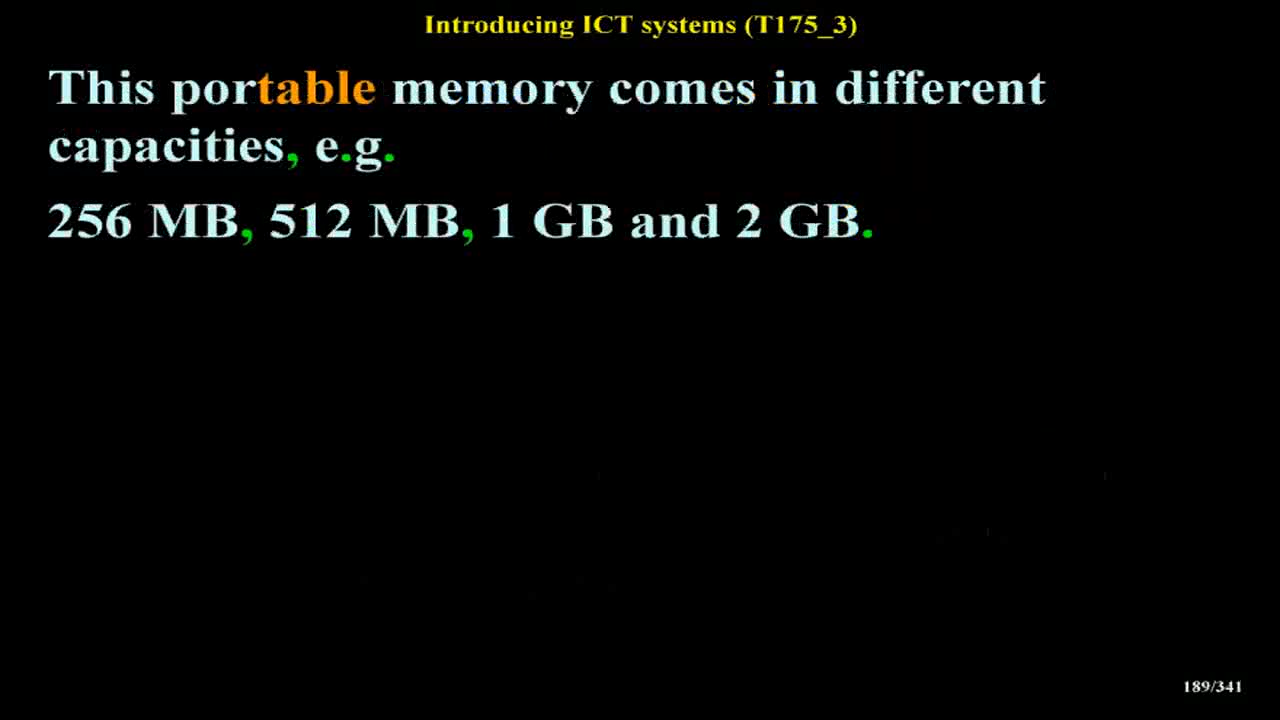 Introducing ICT systems (T175_3)
This portable memory comes in different
capacities, e.g.
256 MB, 512 MB, 1 GB and 2 GB.
189/341